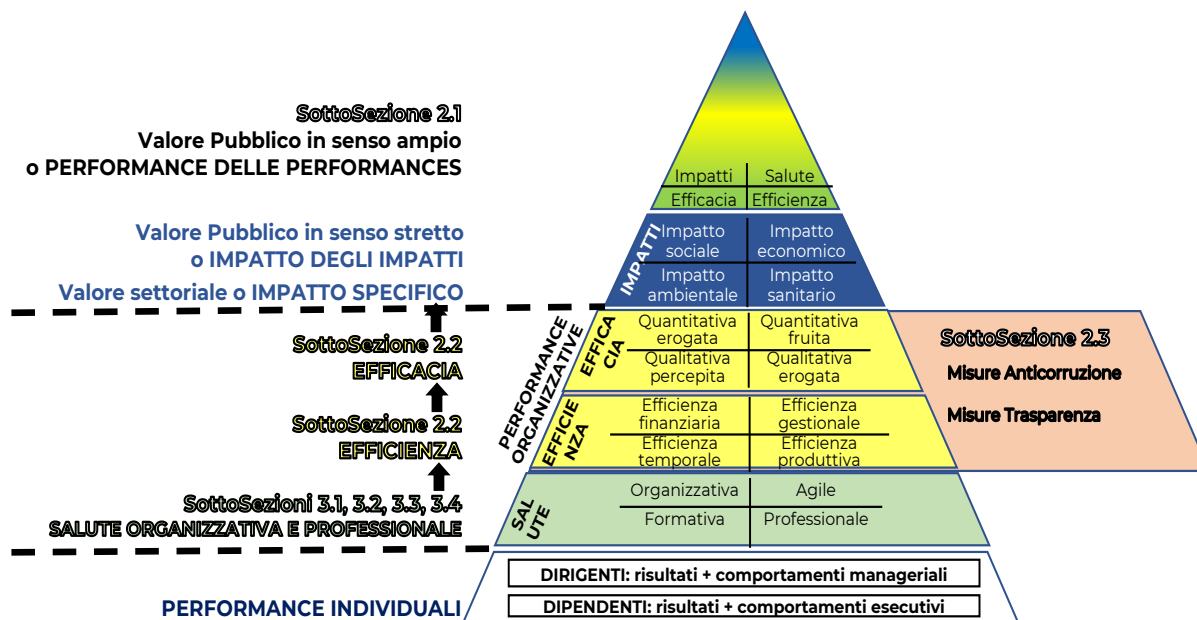 SottoSezione 2.1
Valore Pubblico in senso ampio
o PERFORMANCE DELLE PERFORMANCES
Impatti
Salute
Efficacia
Efficienza
Valore Pubblico in senso stretto
o IMPATTO DEGLI IMPATTI
Valore settoriale o IMPATTO SPECIFICO
IMPATTI
Impatto
sociale
Impatto
economico
Impatto
ambientale
Impatto
sanitario
SottoSezione 2.2
EFFICACIA
PERFORMANCE
ORGANIZZATIVE
EFFICA
CIA
Quantitativa
erogata
Quantitativa
fruita
Qualitativa
percepita
Qualitativa
erogata
SottoSezione 2.3
Misure Anticorruzione
Misure Trasparenza
SottoSezione 2.2
EFFICIENZA
EFFICIE
NZA
Efficienza
finanziaria
Efficienza
gestionale
Efficienza
temporale
Efficienza
produttiva
SottoSezioni 3.1, 3.2, 3.3, 3.4
SALUTE ORGANIZZATIVA E PROFESSIONALE
SAL
UTE
Organizzativa
Agile
Formativa
Professionale
PERFORMANCE INDIVIDUALI
DIRIGENTI: risultati + comportamenti manageriali
DIPENDENTI: risultati + comportamenti esecutivi